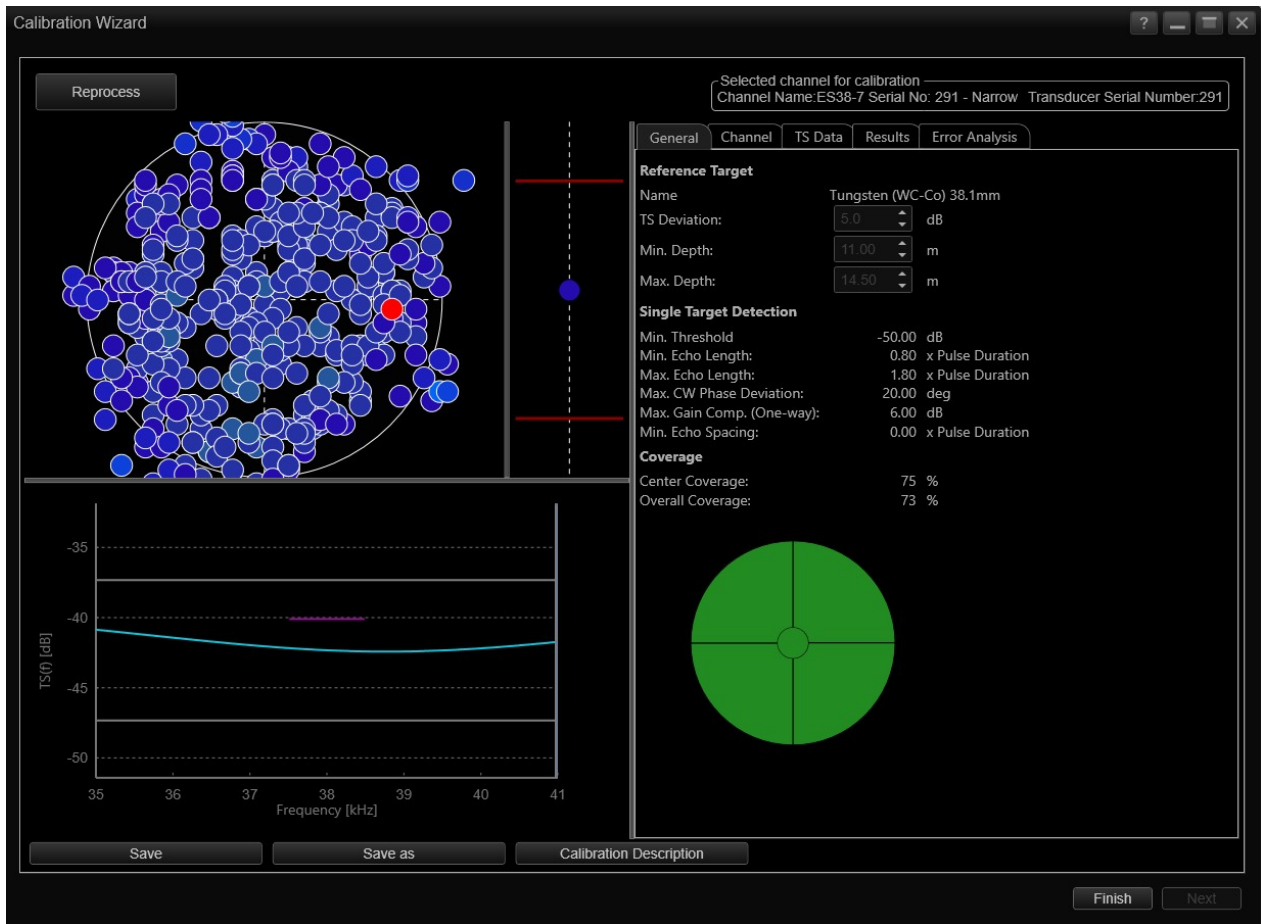 Calibration Wizard
?
Reprocess
Selected channel for calibration
Channel Name:ES38-7 Serial No: 291 - Narrow Transducer Serial Number:291
General Channel TS Data Results Error Analysis
Reference Target
Name Tungsten (WC-Co) 38.1mm
TS Deviation: 5.0 dB
Min. Depth: 11.00 m
Max. Depth: 14.50 m
Single Target Detection
Min. Threshold -50.00 dB
Min. Echo Length: 0.80 x Pulse Duration
Max. Echo Length: 1.80 x Pulse Duration
Max. CW Phase Deviation: 20.00 deg
Max. Gain Comp. (One-way): 6.00 dB
Min. Echo Spacing: 0.00 x Pulse Duration
Coverage
Center Coverage: 75 %
Overall Coverage: 73 %
-35
-40
-45
-50
TS(f) [dB]
35 36 37 38 39 40 41
Frequency [kHz]
Save Save as Calibration Description
Finish Next